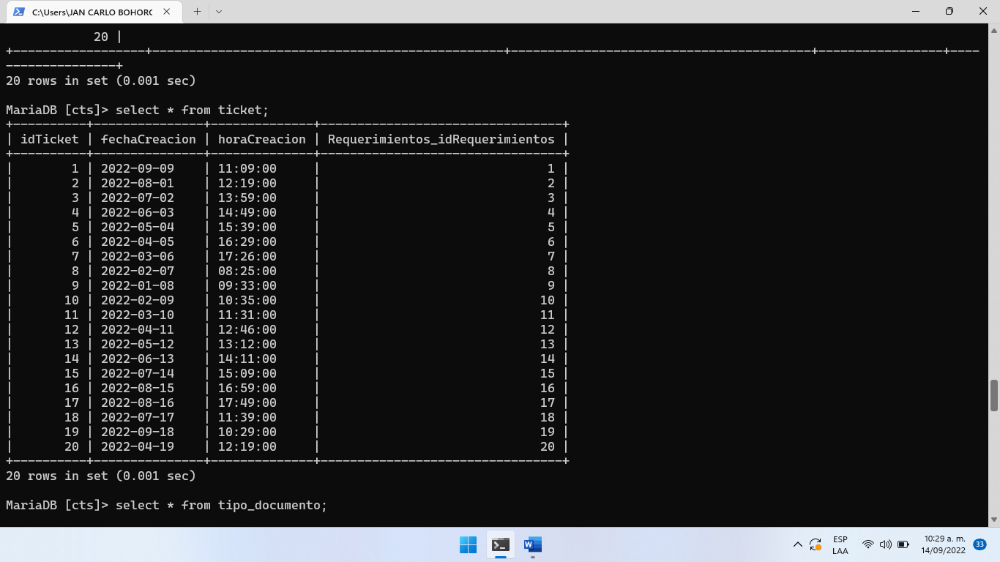 C:\Users\JAN CARLO BOHORC
20 |
+------------------+------------------------------------------------+-----------------------------------------+-----------------+----
---------------+
20 rows in set (0.001 sec)
MariaDB [cts]> select * from ticket;
+----------+---------------+--------------+---------------------------------+
| idTicket | fechaCreacion | horaCreacion | Requerimientos_idRequerimientos |
+----------+---------------+--------------+---------------------------------+
| 1 | 2022-09-09 | 11:09:00 | 1 |
| 2 | 2022-08-01 | 12:19:00 | 2 |
| 3 | 2022-07-02 | 13:59:00 | 3 |
| 4 | 2022-06-03 | 14:49:00 | 4 |
| 5 | 2022-05-04 | 15:39:00 | 5 |
| 6 | 2022-04-05 | 16:29:00 | 6 |
| 7 | 2022-03-06 | 17:26:00 | 7 |
| 8 | 2022-02-07 | 08:25:00 | 8 |
| 9 | 2022-01-08 | 09:33:00 | 9 |
| 10 | 2022-02-09 | 10:35:00 | 10 |
| 11 | 2022-03-10 | 11:31:00 | 11 |
| 12 | 2022-04-11 | 12:46:00 | 12 |
| 13 | 2022-05-12 | 13:12:00 | 13 |
| 14 | 2022-06-13 | 14:11:00 | 14 |
| 15 | 2022-07-14 | 15:09:00 | 15 |
| 16 | 2022-08-15 | 16:59:00 | 16 |
| 17 | 2022-08-16 | 17:49:00 | 17 |
| 18 | 2022-07-17 | 11:39:00 | 18 |
| 19 | 2022-09-18 | 10:29:00 | 19 |
| 20 | 2022-04-19 | 12:19:00 | 20 |
+----------+---------------+--------------+---------------------------------+
20 rows in set (0.001 sec)
MariaDB [cts]> select * from tipo_documento;
W
ESP
LAA
10:29 a. m.
14/09/2022
33